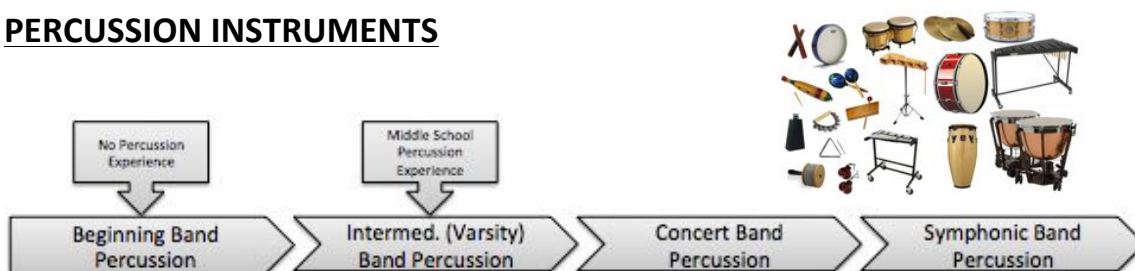 PERCUSSION INSTRUMENTS
No Percussion
Experience
Middle School
Percussion
Experience
Beginning Band
Percussion
Intermed. (Varsity)
Band Percussion
Concert Band
Percussion
Symphonic Band
Percussion